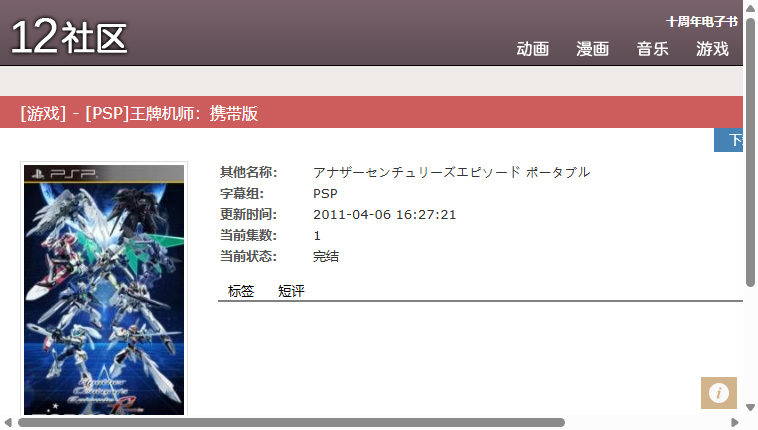 12社区
十周年电子书
动画 漫画 音乐 游戏
[游戏] - [PSP]王牌机师：携带版
PSP
其他名称： アナザーセンチュリーズエピソード ポータブル
字幕组： PSP
更新时间： 2011-04-06 16:27:21
当前集数： 1
当前状态： 完结
标签 短评
Another
Century's
Episode